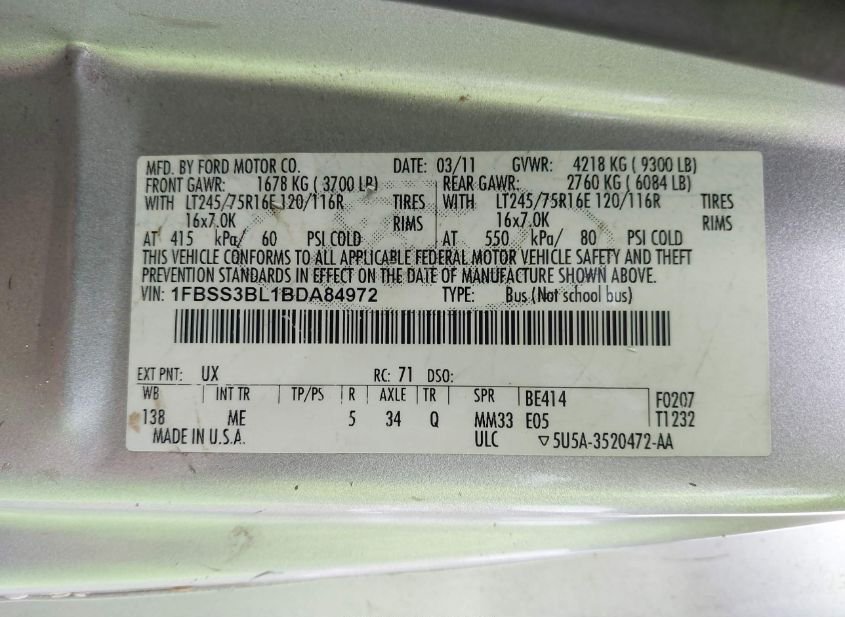 MFD. BY FORD MOTOR CO. DATE: 03/11 GVWR: 4218 KG ( 9300 LB)
FRONT GAWR: 1678 KG ( 3700 LB) REAR GAWR: 2760 KG ( 6084 LB)
WITH LT245/75R16E 120/116R TIRES WITH LT245/75R16E 120/116R TIRES
16x7.0K RIMS 16x7.0K RIMS
AT 415 kPa/ 60 PSI COLD AT 550 kPa/ 80 PSI COLD
THIS VEHICLE CONFORMS TO ALL APPLICABLE FEDERAL MOTOR VEHICLE SAFETY AND THEFT
PREVENTION STANDARDS IN EFFECT ON THE DATE OF MANUFACTURE SHOWN ABOVE.
VIN: 1FBSS3BL1BDA84972 TYPE: Bus (Not school bus)
EXT PNT: UX RC: 71 DSO:
WB INT TR TP/PS R AXLE TR SPR BE414 F0207
138 ME 5 34 Q MM33 E05 T1232
MADE IN U.S.A. ULC ▽5U5A-3520472-AA